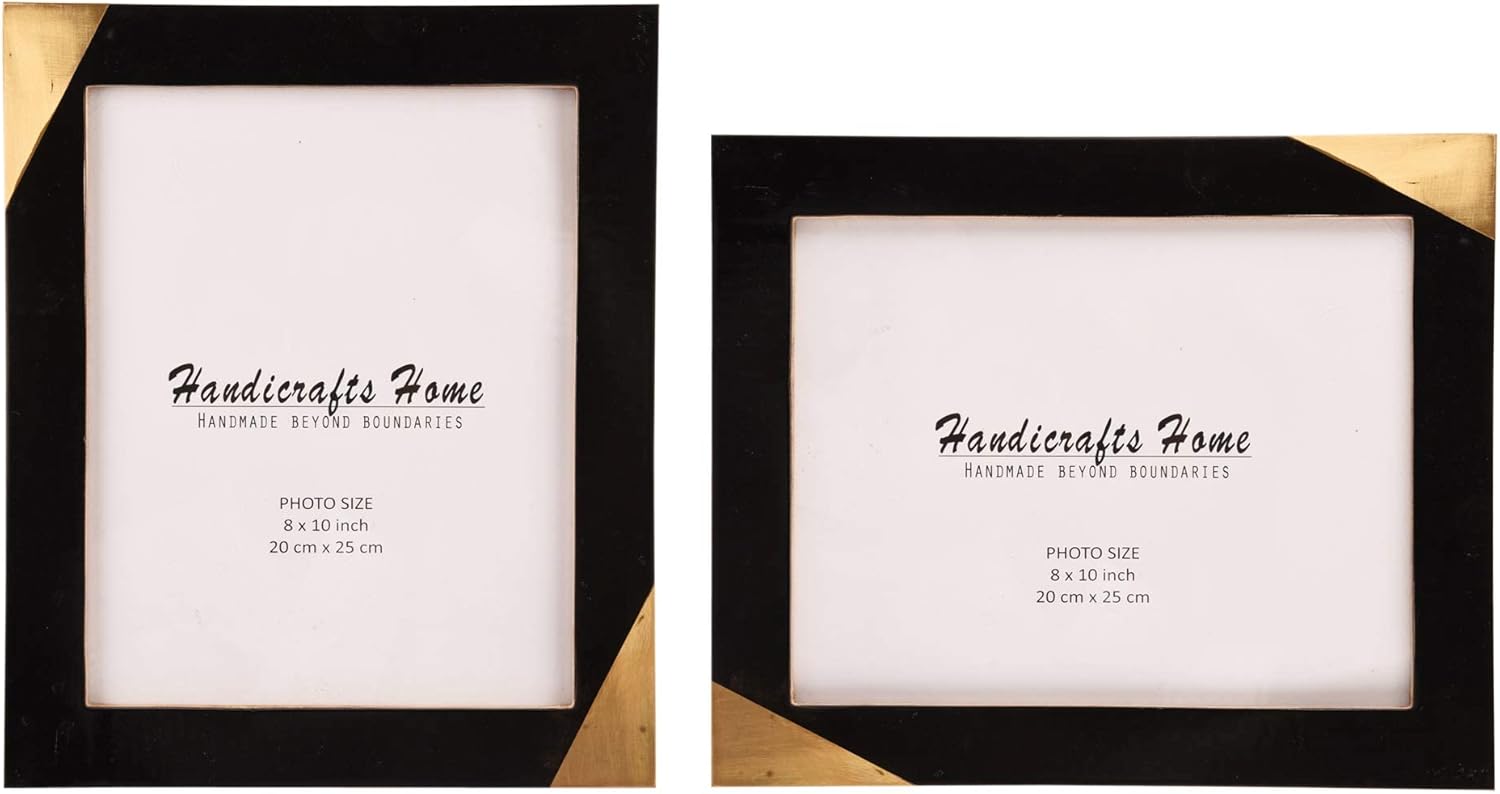 Handicrafts Home
HANDMADE BEYOND BOUNDARIES
PHOTO SIZE
8 x 10 inch
20 cm x 25 cm
Handicrafts Home
HANDMADE BEYOND BOUNDARIES
PHOTO SIZE
8 x 10 inch
20 cm x 25 cm